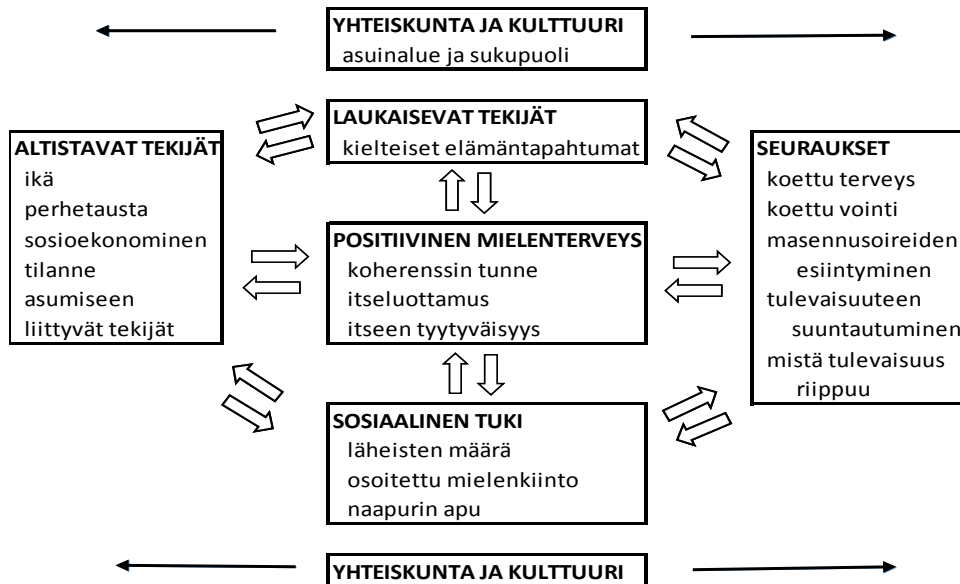 YHTEISKUNTA JA KULTTUURI
asuinalue ja sukupuoli
LAUKAISEVAT TEKIJÄT
kielteiset elämäntapahtumat
ALTISTAVAT TEKIJÄT
ikä
perhetausta
sosioekonominen
tilanne
asumiseen
liittyvät tekijät
POSITIIVINEN MIELENTERVEYS
koherenssin tunne
itseluottamus
itseen tyytyväisyys
SEURAUKSET
koettu terveys
koettu vointi
masennusoireiden
esiintyminen
tulevaisuuteen
suuntautuminen
mistä tulevaisuus
riippuu
SOSIAALINEN TUKI
läheisten määrä
osoitettu mielenkiinto
naapurin apu
YHTEISKUNTA JA KULTTUURI